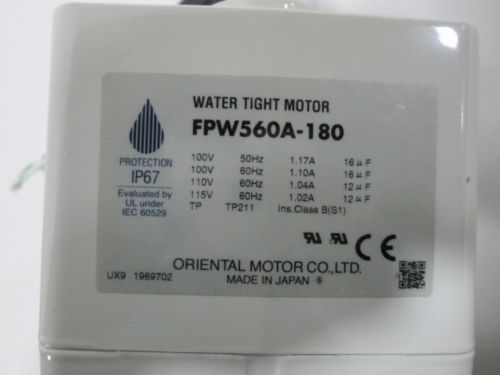 WATER TIGHT MOTOR
FPW560A-180
PROTECTION
IP67
Evaluated by
UL under
IEC 60529
100V 50Hz 1.17A 16μF
100V 60Hz 1.10A 16μF
110V 60Hz 1.04A 12μF
115V 60Hz 1.02A 12μF
TP TP211 Ins.Class B(S1)
CE
ORIENTAL MOTOR CO.,LTD.
MADE IN JAPAN
UX9 1969702